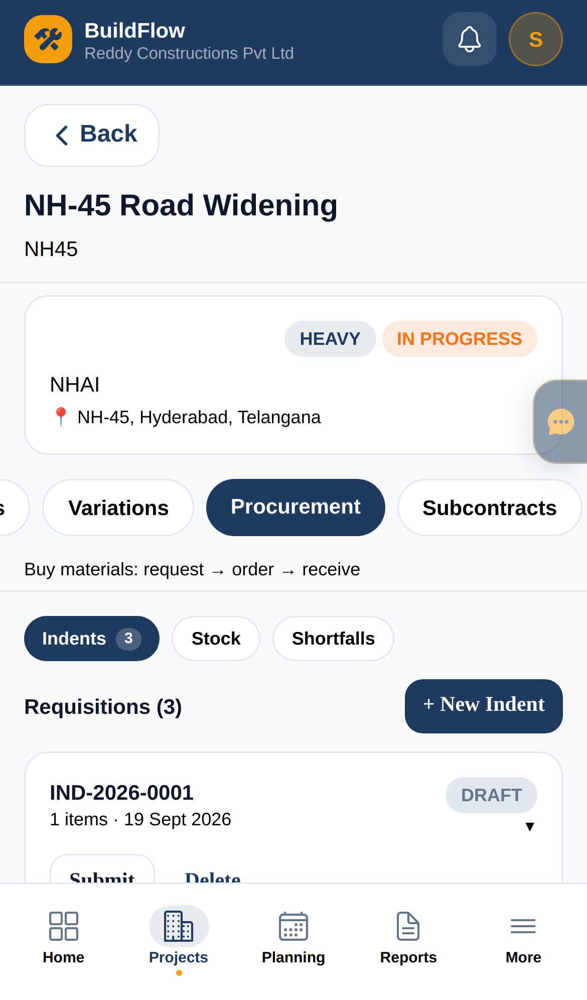 BuildFlow
Reddy Constructions Pvt Ltd
S
Back
NH-45 Road Widening
NH45
HEAVY
IN PROGRESS
NHAI
📍 NH-45, Hyderabad, Telangana
s Variations Procurement Subcontracts
Buy materials: request → order → receive
Indents 3 Stock Shortfalls
Requisitions (3)
+ New Indent
IND-2026-0001
DRAFT
1 items · 19 Sept 2026
▼
Submit Delete
Home Projects Planning Reports More